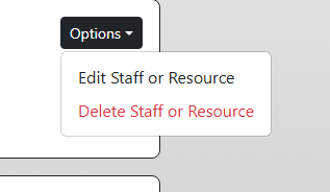 Options
Edit Staff or Resource
Delete Staff or Resource